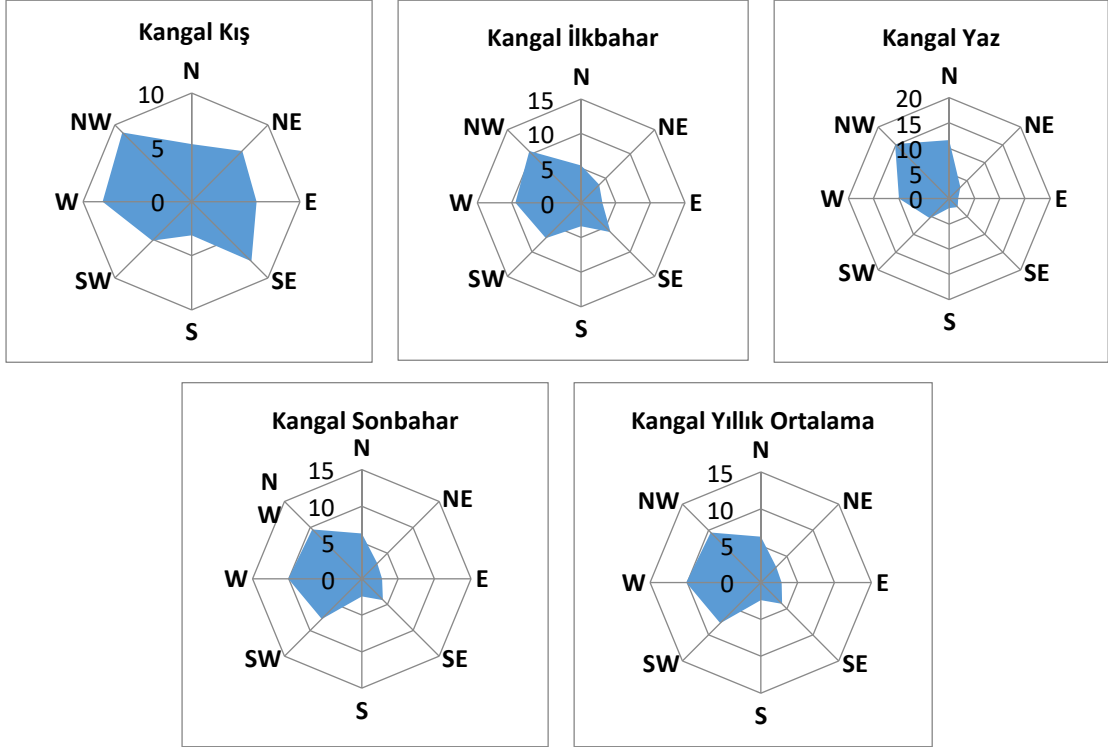 Kangal Kış
N
10
NW
NE
5
W
0
E
SW
SE
S
Kangal İlkbahar
N
15
NW
NE
10
5
W
0
E
SW
SE
S
Kangal Yaz
N
20
NW
NE
15
10
5
W
0
E
SW
SE
S
Kangal Sonbahar
N
15
N
W
NE
10
5
W
0
E
SW
SE
S
Kangal Yıllık Ortalama
N
15
NW
NE
10
5
W
0
E
SW
SE
S